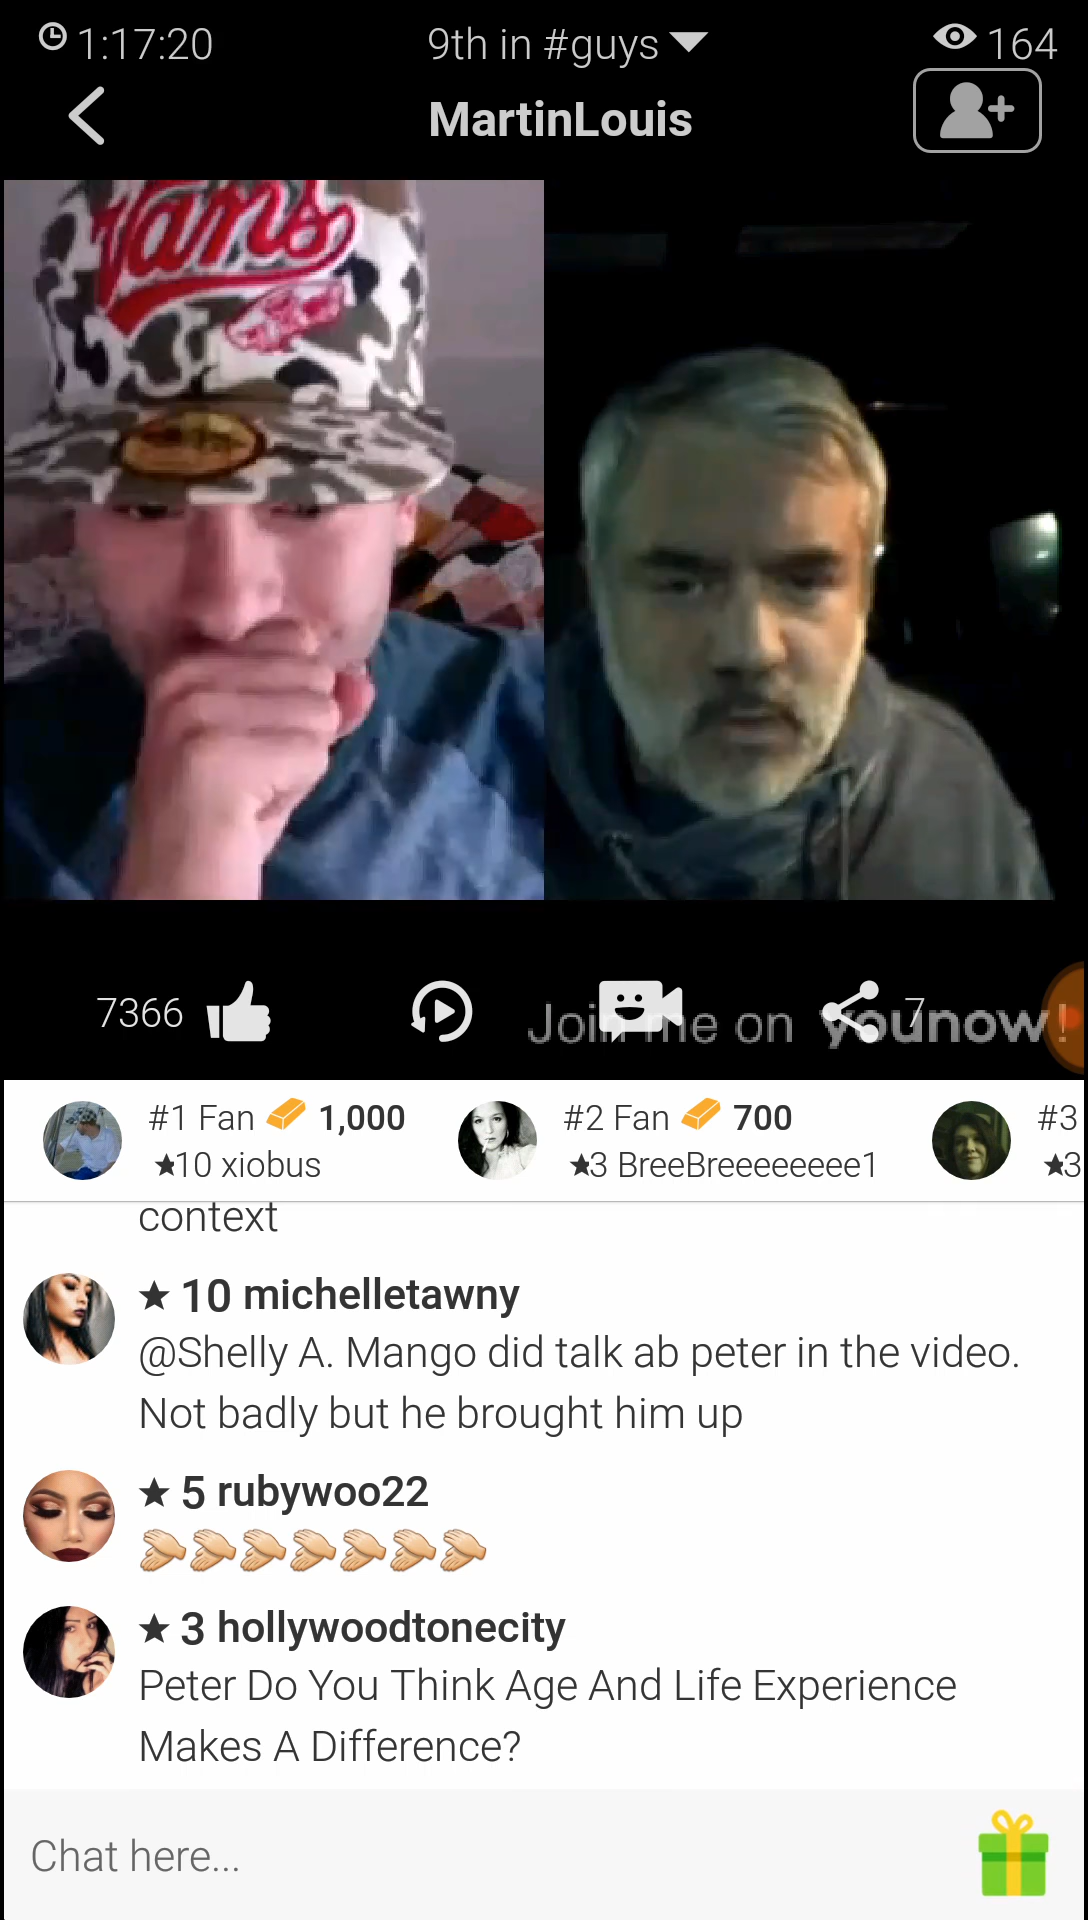 1:17:20
9th in #guys
164
MartinLouis
Vans
7366
Join me on younow!
7
#1 Fan 1,000
★10 xiobus
#2 Fan 700
★3 BreeBreeeeeeee1
#3
★3
context
★ 10 michelletawny
@Shelly A. Mango did talk ab peter in the video.
Not badly but he brought him up
★ 5 rubywoo22
👏🏼👏🏼👏🏼👏🏼👏🏼👏🏼👏🏼
★ 3 hollywoodtonecity
Peter Do You Think Age And Life Experience
Makes A Difference?
Chat here...